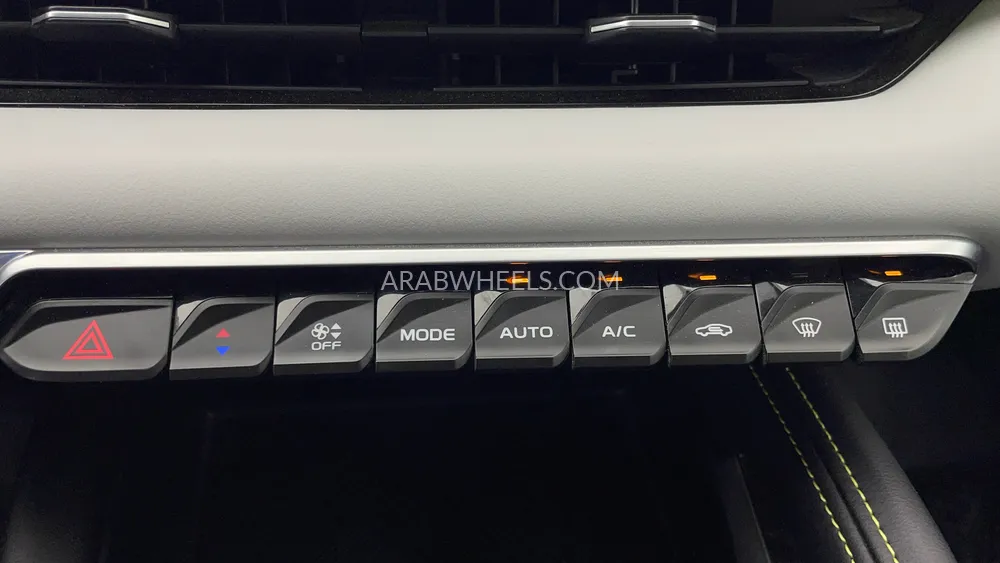 ARABWHEELS.COM
OFF
MODE
AUTO
A/C